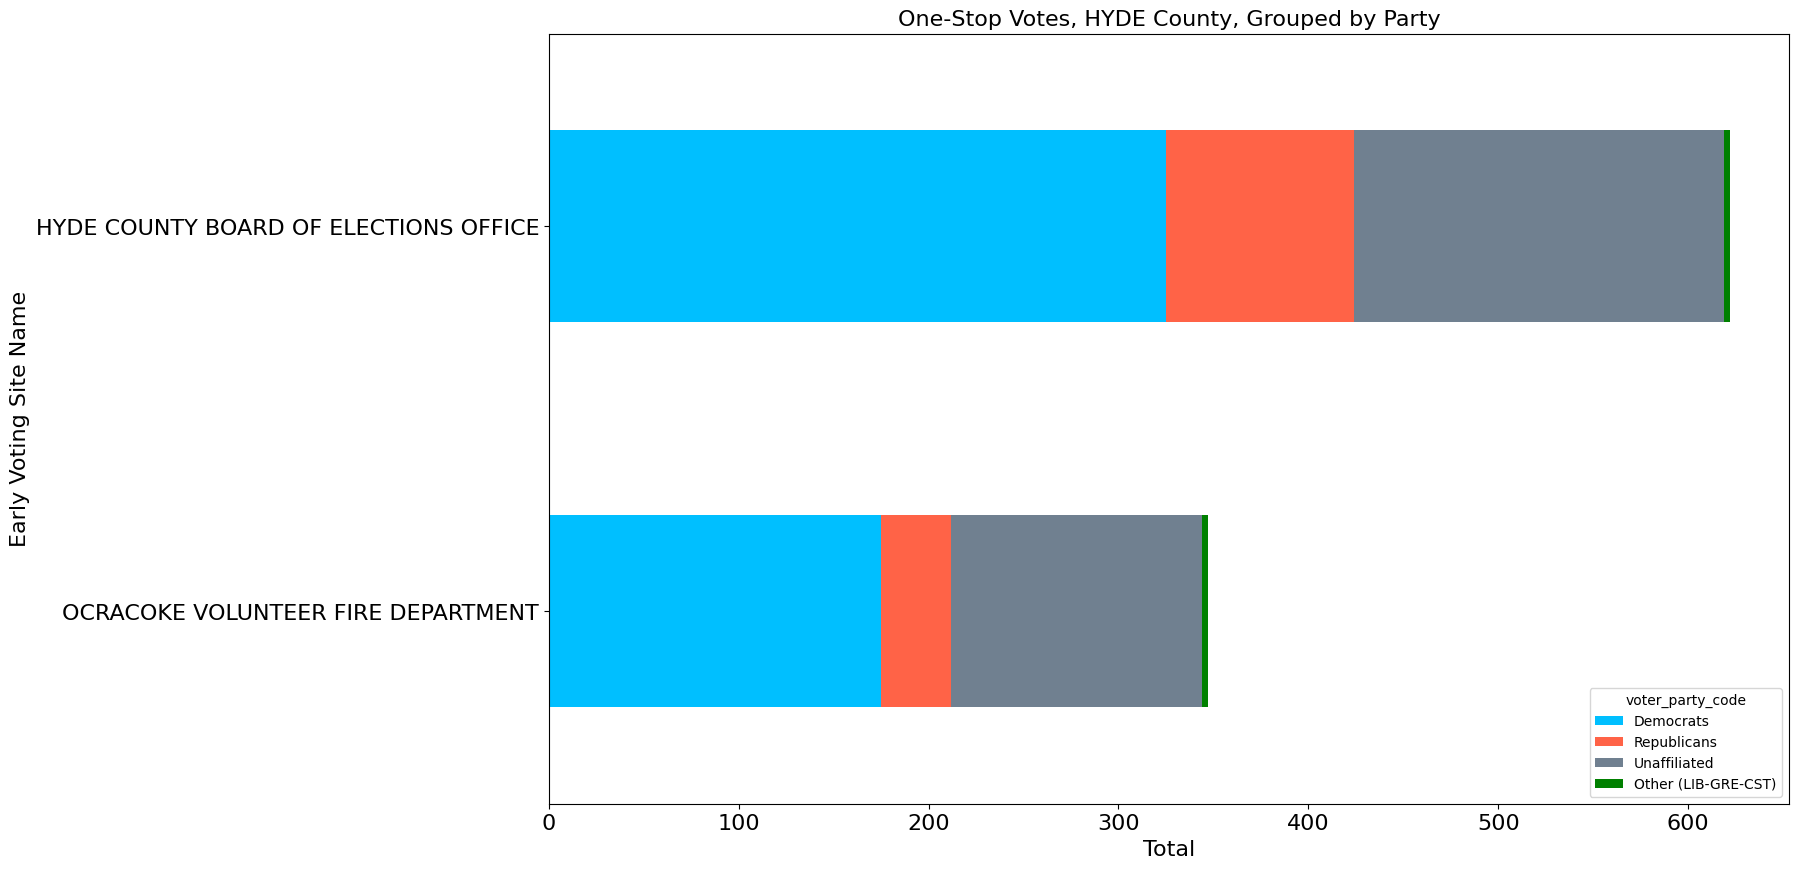 One-Stop Votes, HYDE County, Grouped by Party
Early Voting Site Name
HYDE COUNTY BOARD OF ELECTIONS OFFICE
OCRACOKE VOLUNTEER FIRE DEPARTMENT
voter_party_code
Democrats
Republicans
Unaffiliated
Other (LIB-GRE-CST)
0 100 200 300 400 500 600
Total